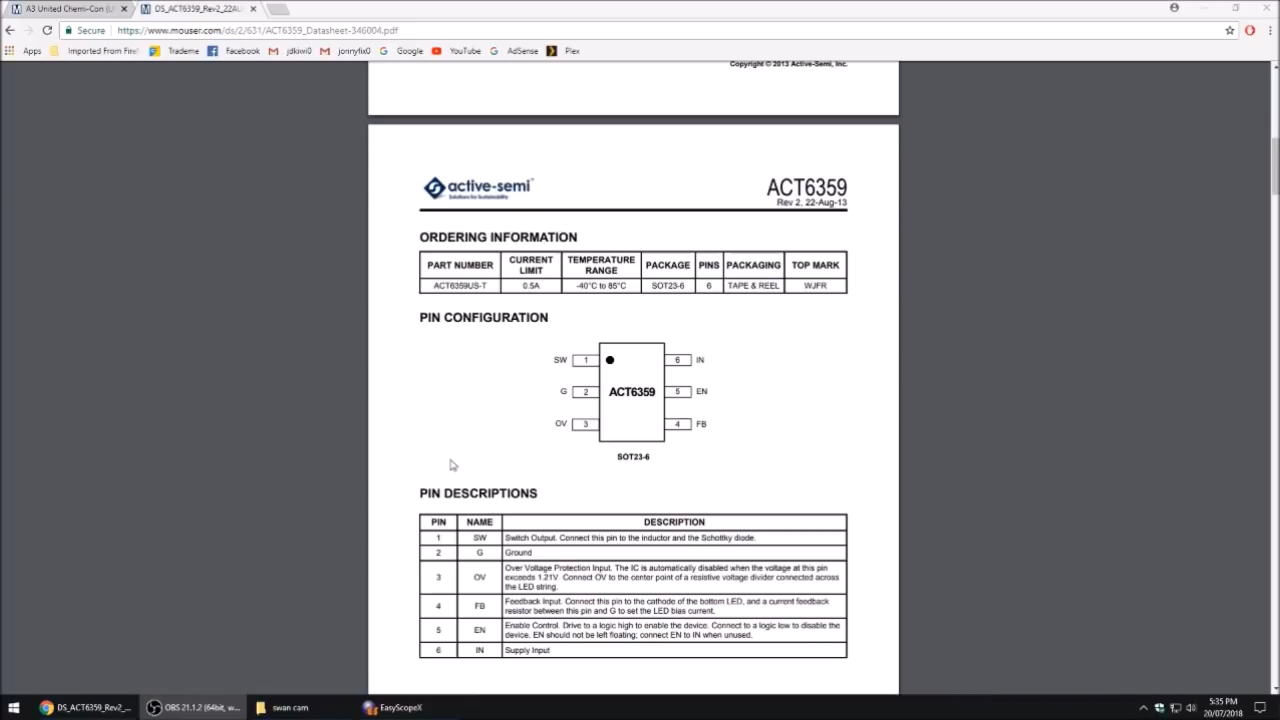 A3 United Chemi-Con (U
DS_ACT6359_Rev2_22AU
Secure https://www.mouser.com/ds/2/631/ACT6359_Datasheet-346004.pdf
Apps Imported From Fire Trademe Facebook jdkiwi0 jonnyfix0 Google YouTube AdSense Plex
Copyright © 2013 Active-Semi, Inc.
active-semi™
Solutions for Sustainability
ACT6359
Rev 2, 22-Aug-13
ORDERING INFORMATION
PART NUMBER CURRENT LIMIT TEMPERATURE RANGE PACKAGE PINS PACKAGING TOP MARK
ACT6359US-T 0.5A -40°C to 85°C SOT23-6 6 TAPE & REEL WJFR
PIN CONFIGURATION
SW 1 6 IN
G 2 ACT6359 5 EN
OV 3 4 FB
SOT23-6
PIN DESCRIPTIONS
PIN NAME DESCRIPTION
1 SW Switch Output. Connect this pin to the inductor and the Schottky diode.
2 G Ground
3 OV Over Voltage Protection Input. The IC is automatically disabled when the voltage at this pin
exceeds 1.21V. Connect OV to the center point of a resistive voltage divider connected across
the LED string.
4 FB Feedback Input. Connect this pin to the cathode of the bottom LED, and a current feedback
resistor between this pin and G to set the LED bias current.
5 EN Enable Control. Drive to a logic high to enable the device. Connect to a logic low to disable the
device. EN should not be left floating; connect EN to IN when unused.
6 IN Supply Input
DS_ACT6359_Rev2_... OBS 21.1.2 (64bit, w... swan cam EasyScopeX
5:35 PM
20/07/2018